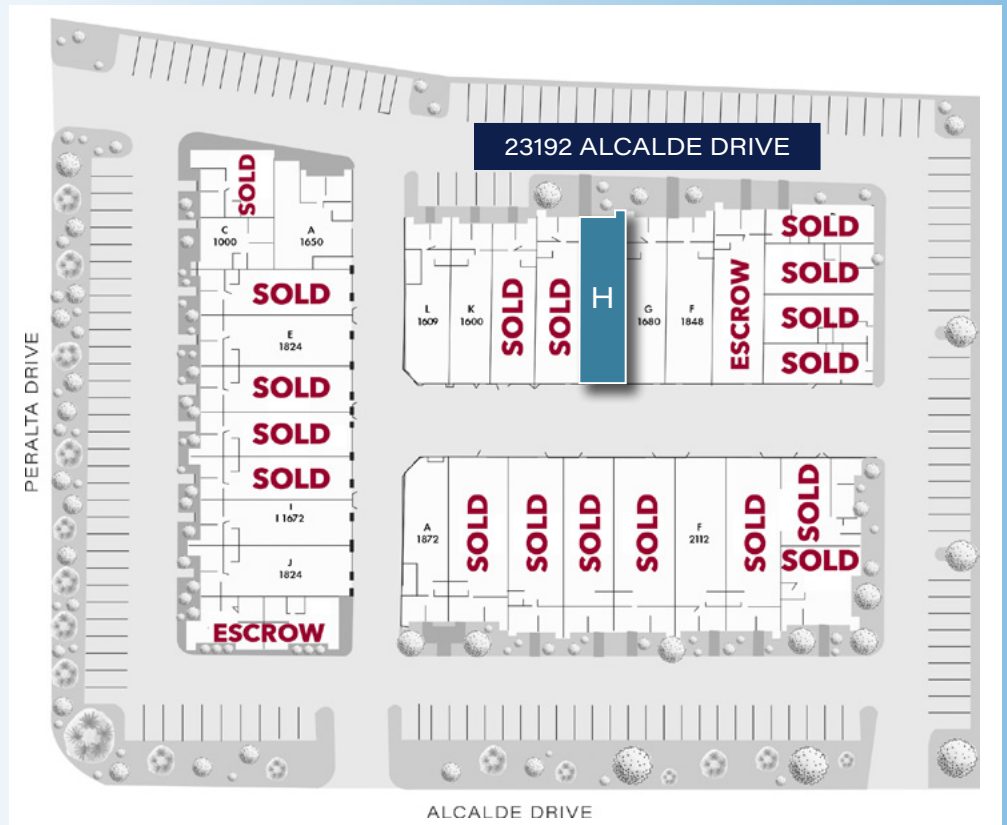 23192 ALCALDE DRIVE
SOLD
C
1000
A
1650
SOLD
E
1824
SOLD
SOLD
SOLD
I
I 1672
J
1824
ESCROW
L
1609
K
1600
SOLD
SOLD
H
G
1680
F
1848
ESCROW
SOLD
SOLD
SOLD
SOLD
A
1872
SOLD
SOLD
SOLD
SOLD
F
2112
SOLD
SOLD
SOLD
PERALTA DRIVE
ALCALDE DRIVE